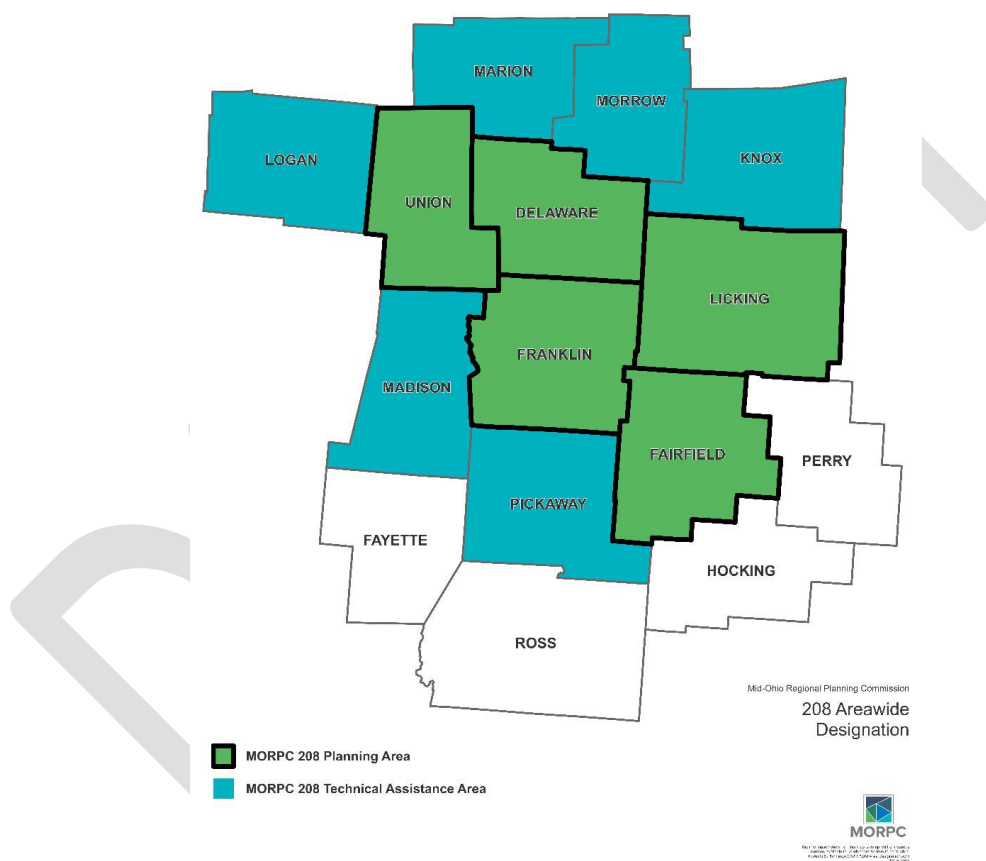 MARION
MORROW
LOGAN
KNOX
UNION
DELAWARE
LICKING
FRANKLIN
MADISON
FAIRFIELD
PERRY
PICKAWAY
FAYETTE
HOCKING
ROSS
Mid-Ohio Regional Planning Commission
208 Areawide
Designation
MORPC 208 Planning Area
MORPC 208 Technical Assistance Area
MORPC